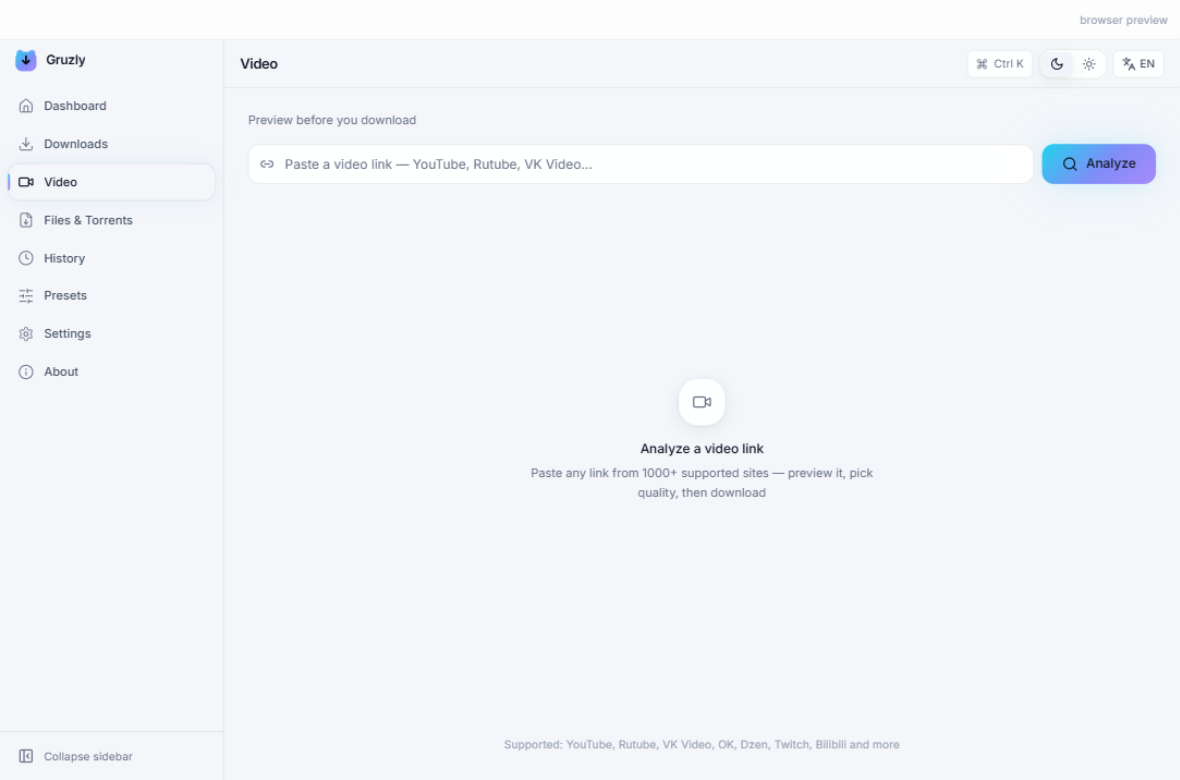 browser preview
Gruzly
Video
Ctrl K
EN
Dashboard
Downloads
Video
Files & Torrents
History
Presets
Settings
About
Preview before you download
Paste a video link — YouTube, Rutube, VK Video...
Analyze
Analyze a video link
Paste any link from 1000+ supported sites — preview it, pick
quality, then download
Supported: YouTube, Rutube, VK Video, OK, Dzen, Twitch, Bilibili and more
Collapse sidebar